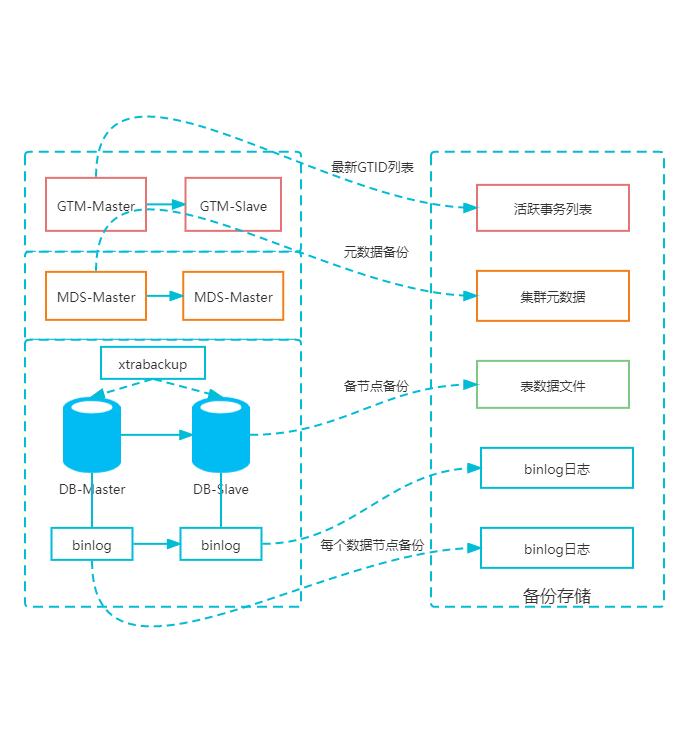 最新GTID列表
GTM-Master
GTM-Slave
活跃事务列表
元数据备份
MDS-Master
MDS-Master
集群元数据
xtrabackup
备节点备份
表数据文件
DB-Master
DB-Slave
binlog日志
binlog
binlog
每个数据节点备份
binlog日志
备份存储